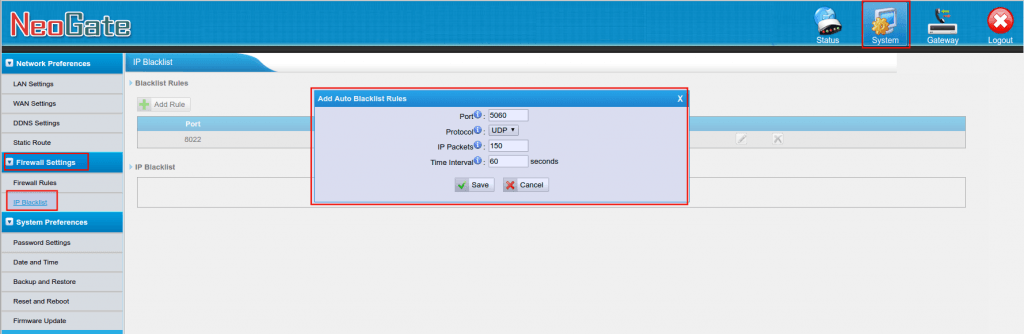 NeoGate
Status
System
Gateway
Logout
Network Preferences
LAN Settings
WAN Settings
DDNS Settings
Static Route
Firewall Settings
Firewall Rules
IP Blacklist
System Preferences
Password Settings
Date and Time
Backup and Restore
Reset and Reboot
Firmware Update
IP Blacklist
Blacklist Rules
Add Rule
Port
8022
IP Blacklist
Add Auto Blacklist Rules X
Port : 5060
Protocol : UDP
IP Packets : 150
Time Interval : 60 seconds
Save Cancel